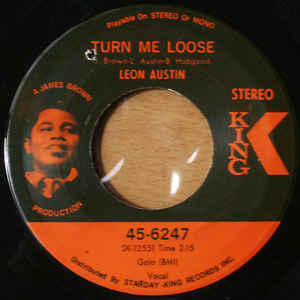 Playable On STEREO Or MONO
TURN ME LOOSE
Brown-L. Austin-B. Hobgood
LEON AUSTIN
A JAMES BROWN
PRODUCTION
STEREO
KING
45-6247
Time 2:15
Golo (BMI)
Vocal
Distributed By STARDAY-KING RECORDS INC.